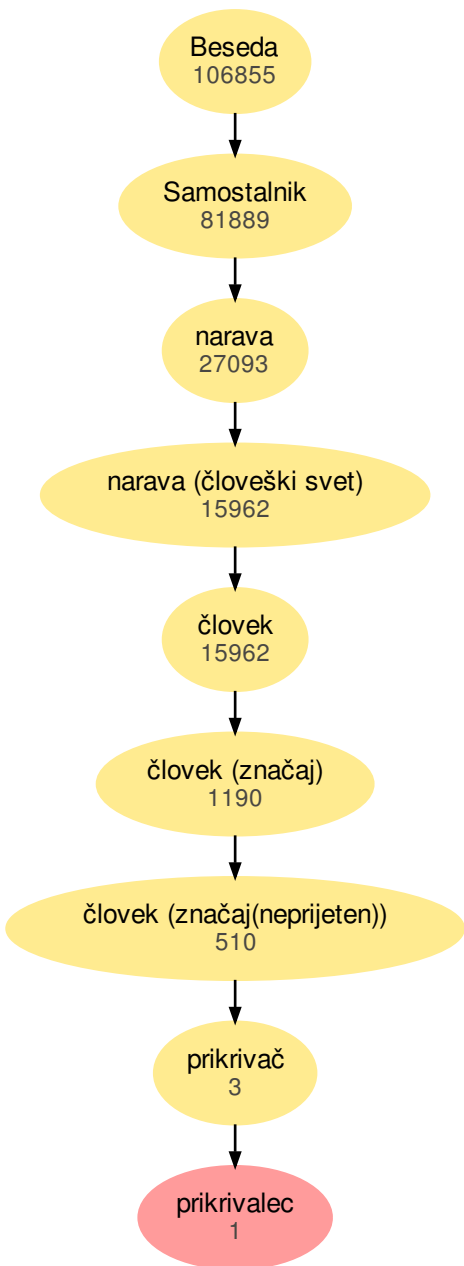 Beseda
106855
Samostalnik
81889
narava
27093
narava (človeški svet)
15962
človek
15962
človek (značaj)
1190
človek (značaj(neprijeten))
510
prikrivač
3
prikrivalec
1